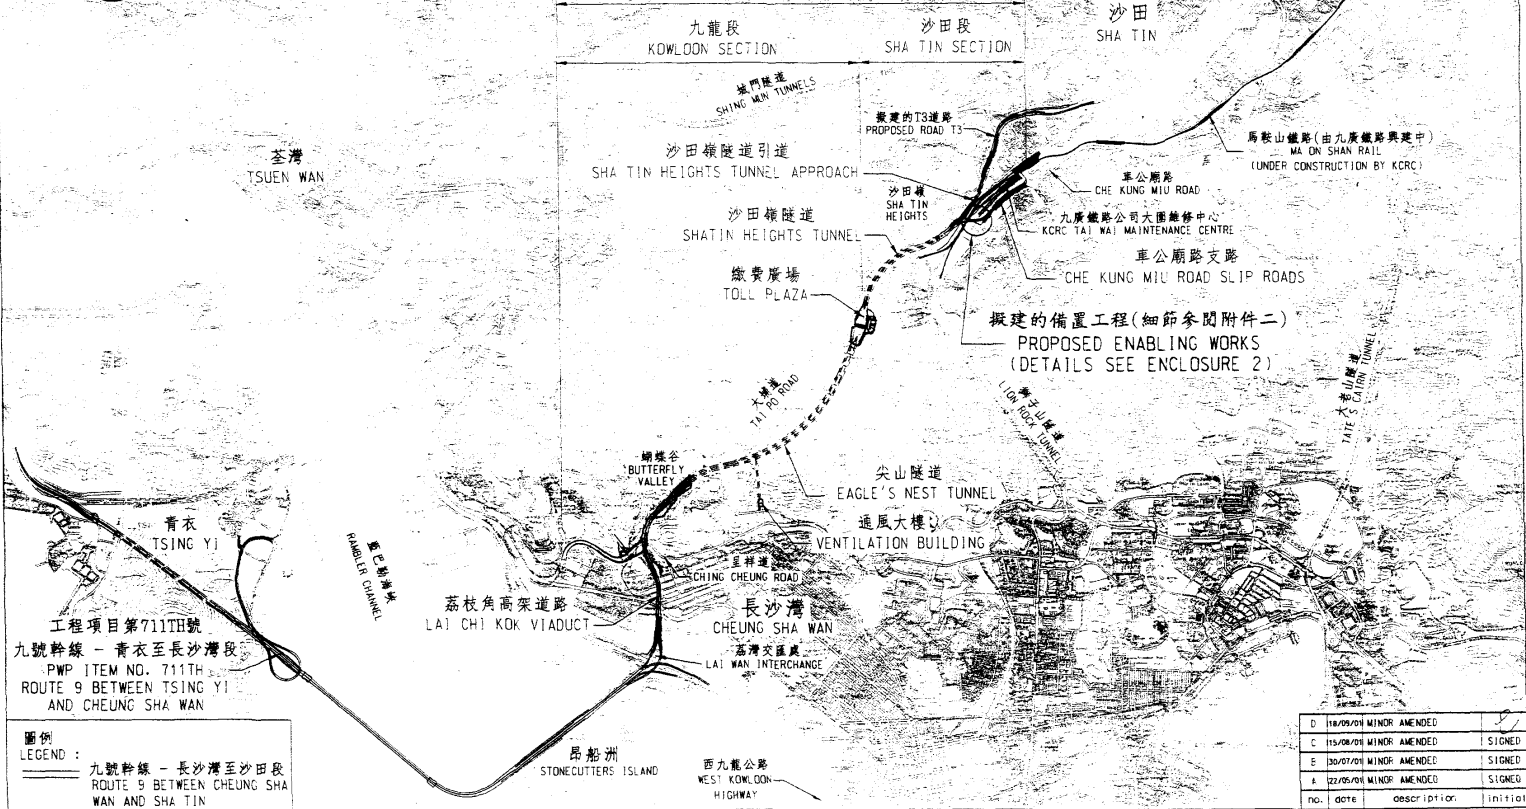 九龍段
KOWLOON SECTION
沙田段
SHA TIN SECTION
沙田
SHA TIN
城門隧道
SHING MUN TUNNELS
擬建的T3道路
PROPOSED ROAD T3
馬鞍山鐵路(由九廣鐵路興建中)
MA ON SHAN RAIL
(UNDER CONSTRUCTION BY KCRC)
荃灣
TSUEN WAN
沙田嶺隧道引道
SHA TIN HEIGHTS TUNNEL APPROACH
車公廟路
CHE KUNG MIU ROAD
沙田嶺
SHA TIN
HEIGHTS
沙田嶺隧道
SHATIN HEIGHTS TUNNEL
九廣鐵路公司大圍維修中心
KCRC TAI WAI MAINTENANCE CENTRE
車公廟路支路
CHE KUNG MIU ROAD SLIP ROADS
繳費廣場
TOLL PLAZA
擬建的備置工程(細節參閱附件二)
PROPOSED ENABLING WORKS
(DETAILS SEE ENCLOSURE 2)
大埔道
TAI PO ROAD
獅子山隧道
LION ROCK TUNNEL
大老山隧道
TATE'S CAIRN TUNNEL
蝴蝶谷
BUTTERFLY
VALLEY
尖山隧道
EAGLE'S NEST TUNNEL
通風大樓
VENTILATION BUILDING
青衣
TSING YI
藍巴勒海峽
RAMBLER CHANNEL
呈祥道
CHING CHEUNG ROAD
荔枝角高架道路
LAI CHI KOK VIADUCT
長沙灣
CHEUNG SHA WAN
荔灣交匯處
LAI WAN INTERCHANGE
工程項目第711TH號
九號幹線 - 青衣至長沙灣段
PWP ITEM NO. 711TH
ROUTE 9 BETWEEN TSING YI
AND CHEUNG SHA WAN
圖例
LEGEND :
九號幹線 - 長沙灣至沙田段
ROUTE 9 BETWEEN CHEUNG SHA
WAN AND SHA TIN
昂船洲
STONECUTTERS ISLAND
西九龍公路
WEST KOWLOON
HIGHWAY
D 18/09/01 MINOR AMENDED
C 15/08/01 MINOR AMENDED SIGNED
B 30/07/01 MINOR AMENDED SIGNED
A 22/05/01 MINOR AMENDED SIGNED
no. date description initial